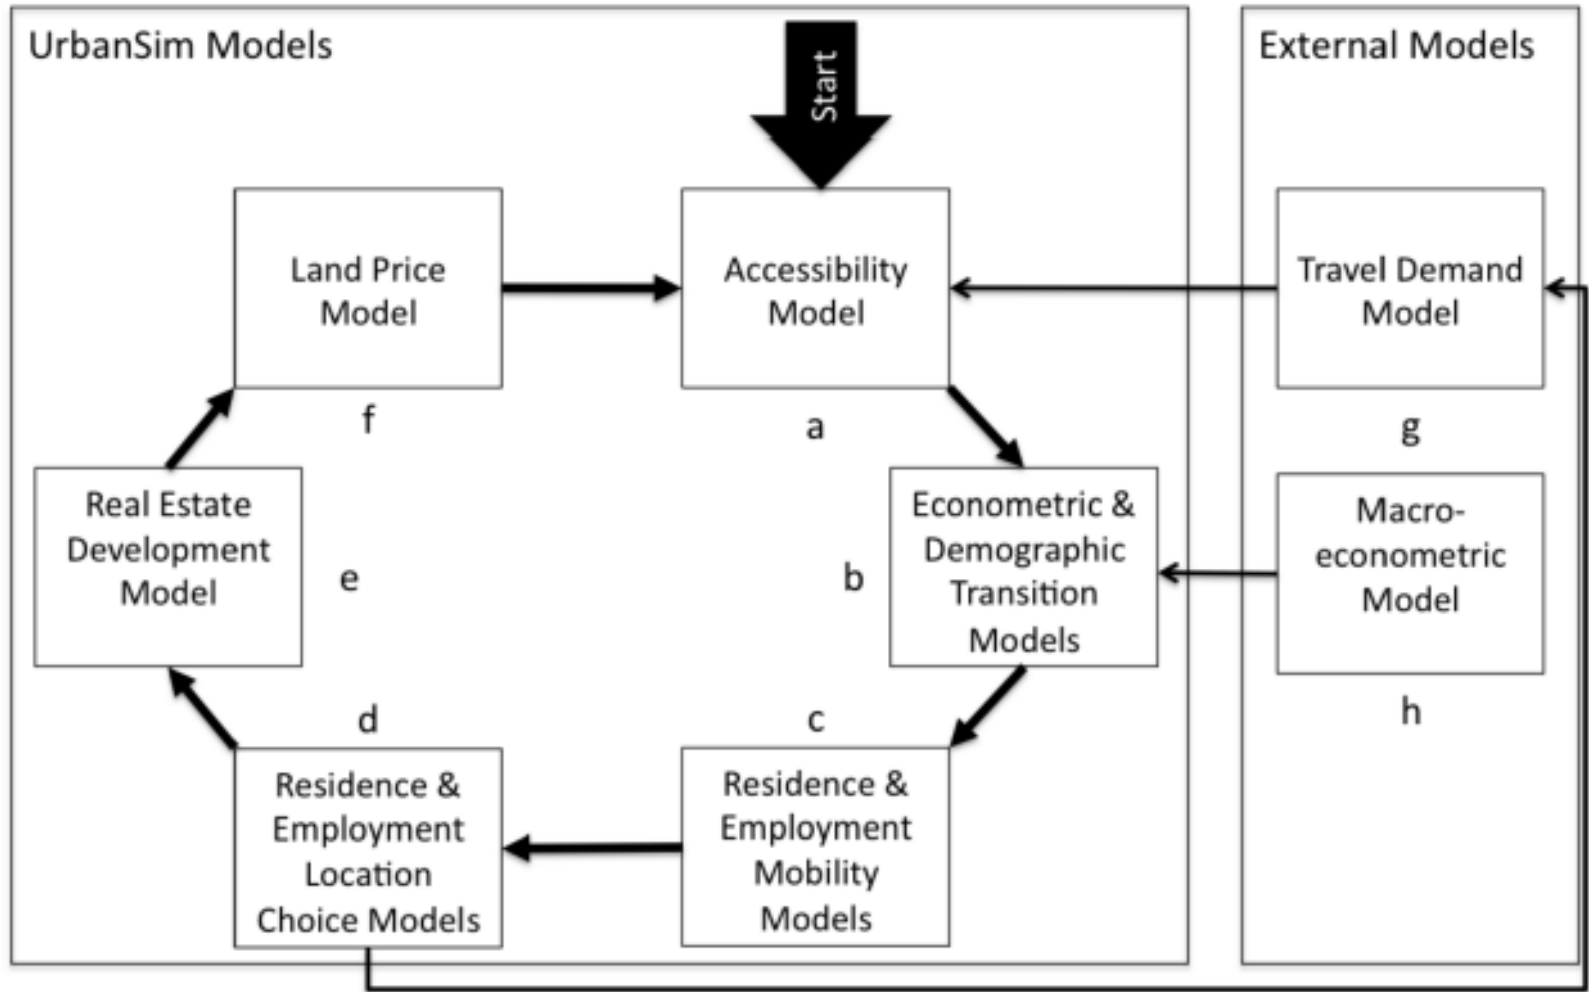 UrbanSim Models
External Models
Start
Land Price
Model
f
Accessibility
Model
a
Travel Demand
Model
g
Real Estate
Development
Model
e
Econometric &
Demographic
Transition
Models
b
Macro-
econometric
Model
h
d
Residence &
Employment
Location
Choice Models
c
Residence &
Employment
Mobility
Models